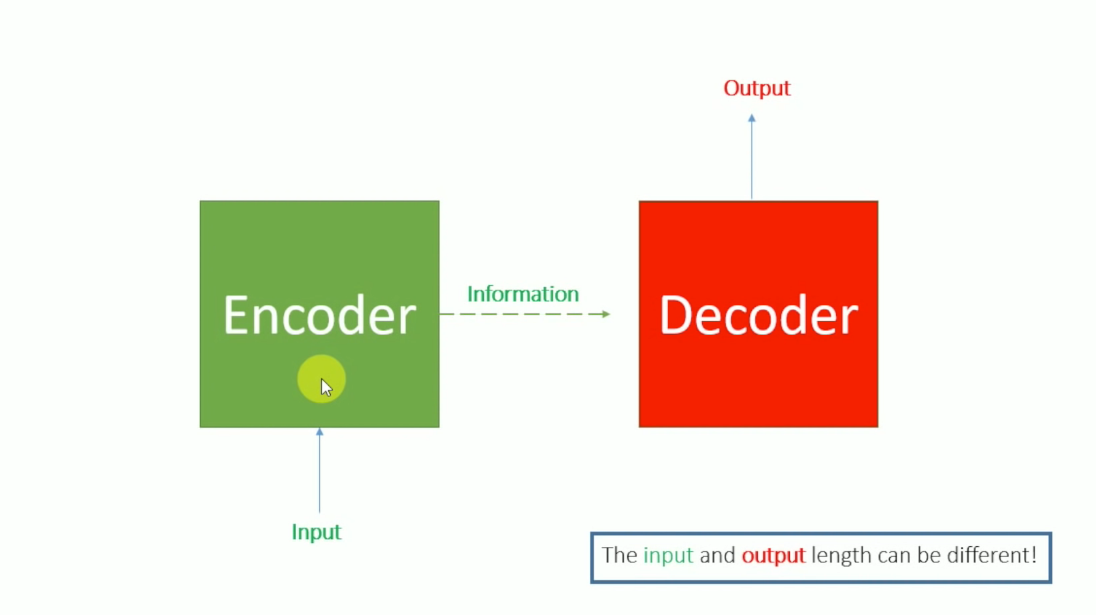 Output
Information
Encoder
Decoder
Input
The input and output length can be different!